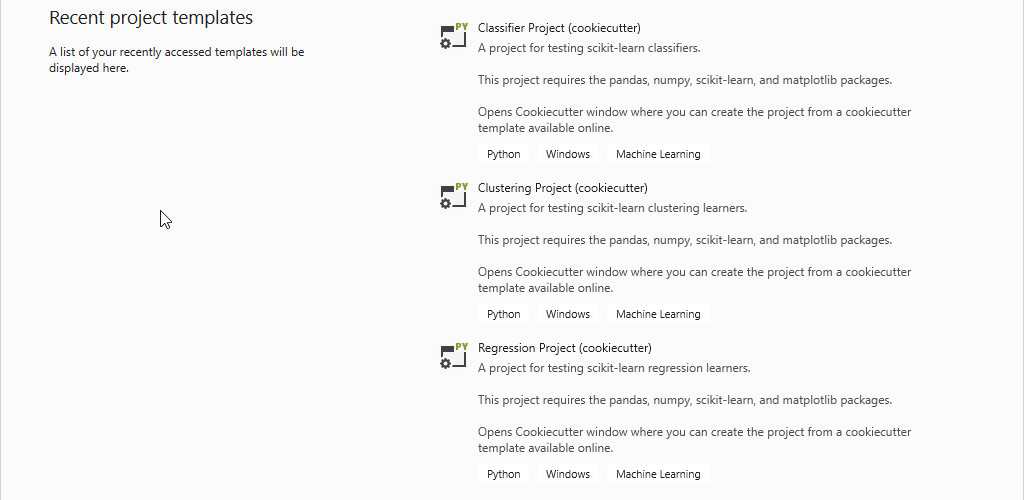 Recent project templates
A list of your recently accessed templates will be
displayed here.
PY
Classifier Project (cookiecutter)
A project for testing scikit-learn classifiers.
This project requires the pandas, numpy, scikit-learn, and matplotlib packages.
Opens Cookiecutter window where you can create the project from a cookiecutter
template available online.
Python Windows Machine Learning
PY
Clustering Project (cookiecutter)
A project for testing scikit-learn clustering learners.
This project requires the pandas, numpy, scikit-learn, and matplotlib packages.
Opens Cookiecutter window where you can create the project from a cookiecutter
template available online.
Python Windows Machine Learning
PY
Regression Project (cookiecutter)
A project for testing scikit-learn regression learners.
This project requires the pandas, numpy, scikit-learn, and matplotlib packages.
Opens Cookiecutter window where you can create the project from a cookiecutter
template available online.
Python Windows Machine Learning